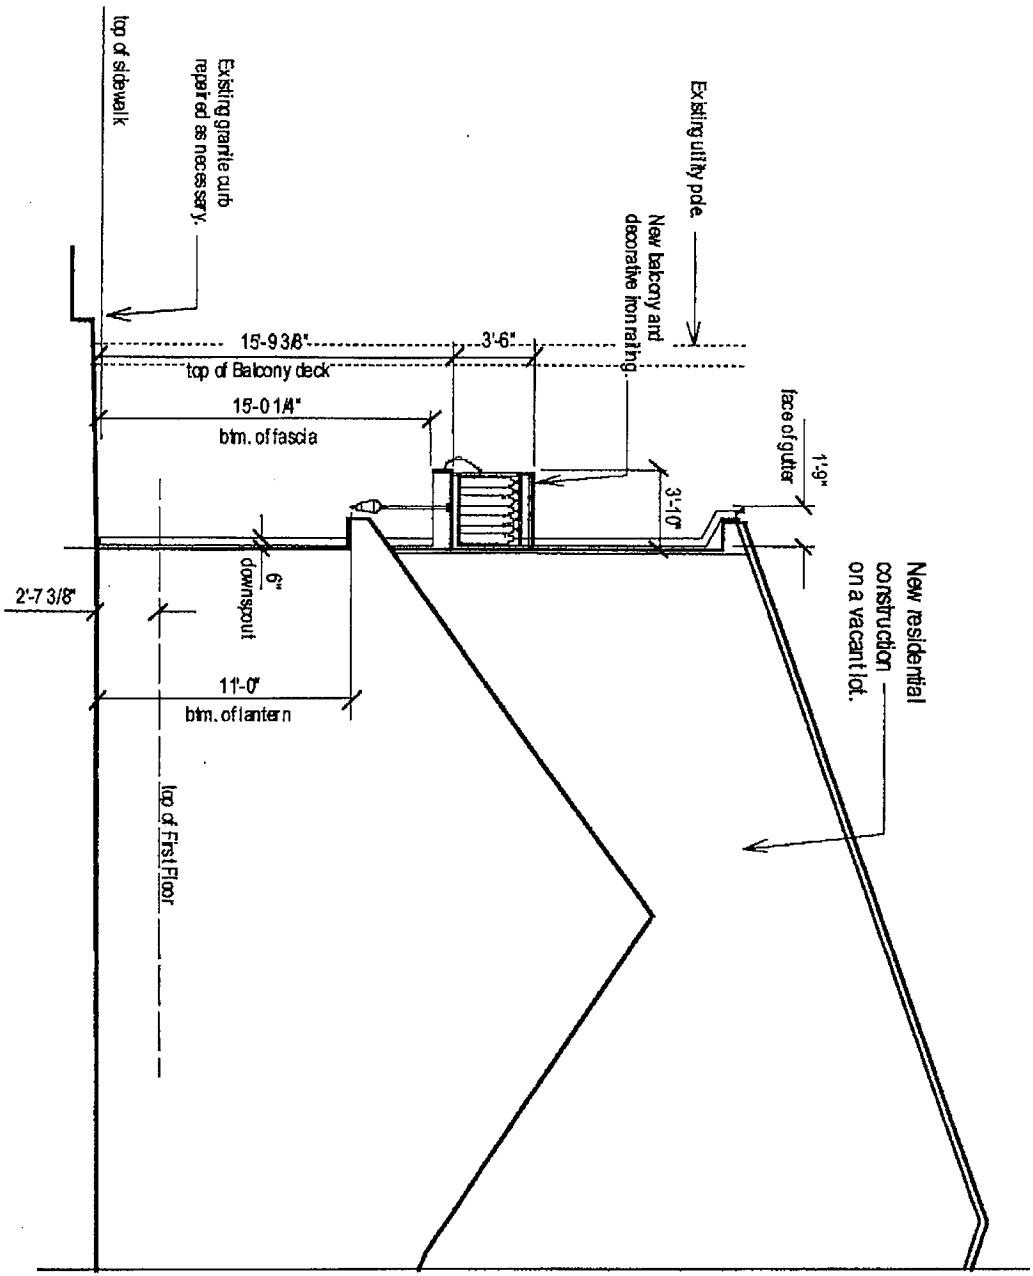 top of sidewalk
Existing granite curb
repaired as necessary.
Existing utility pole.
New balcony and
decorative iron railing.
15-9 3/8"
3'-6"
top of Balcony deck
15-0 1/4"
btm. of fascia
face of gutter
1'-9"
3'-10"
New residential
construction
on a vacant lot.
6"
downspout
2'-7 3/8"
11'-0"
btm. of lantern
top of First Floor